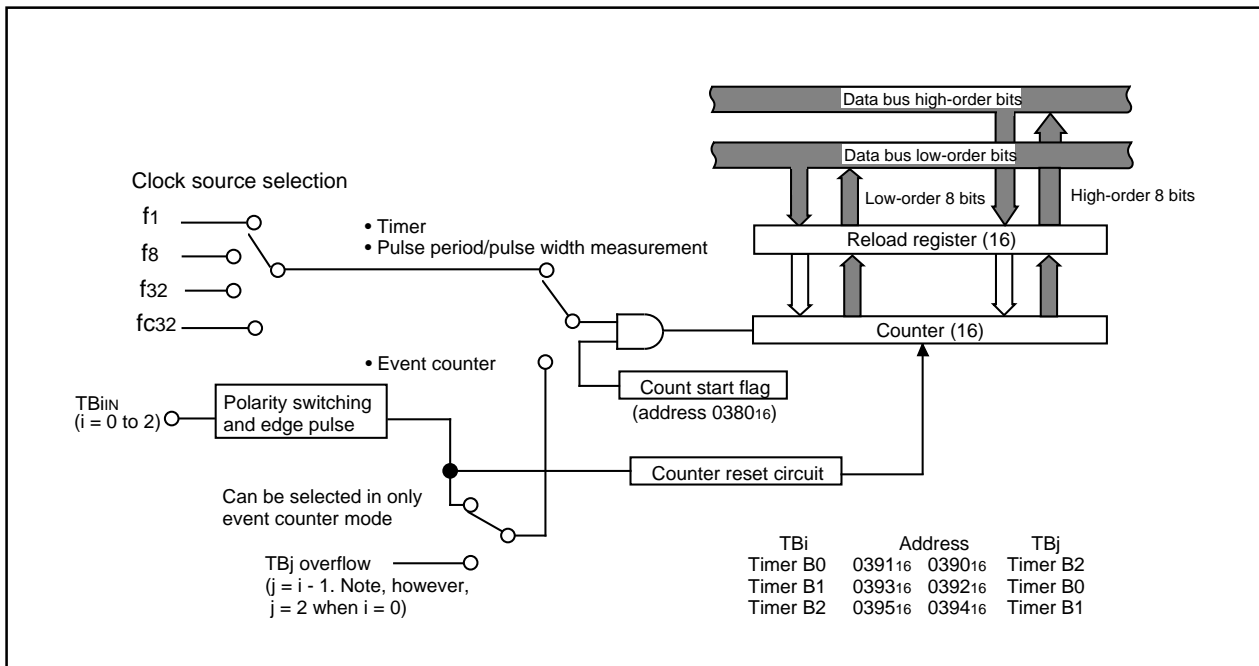 Data bus high-order bits
Data bus low-order bits
Clock source selection
f1
f8
f32
fC32
• Timer
• Pulse period/pulse width measurement
Low-order 8 bits
High-order 8 bits
Reload register (16)
Counter (16)
• Event counter
Count start flag
(address 038016)
TBiIN
(i = 0 to 2)
Polarity switching
and edge pulse
Counter reset circuit
Can be selected in only
event counter mode
TBj overflow
(j = i - 1. Note, however,
j = 2 when i = 0)
TBi Address TBj
Timer B0 039116 039016 Timer B2
Timer B1 039316 039216 Timer B0
Timer B2 039516 039416 Timer B1